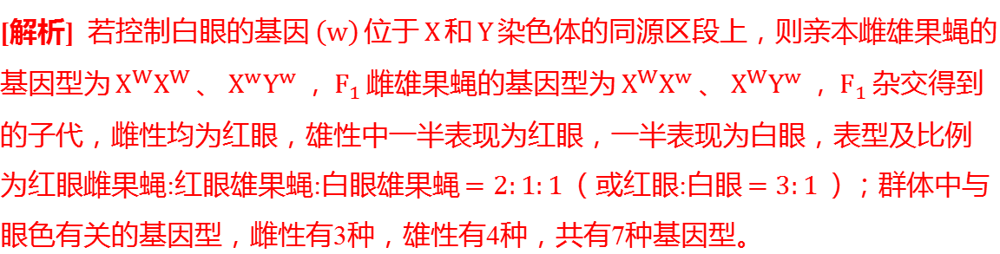 [解析] 若控制白眼的基因 (w) 位于 X 和 Y 染色体的同源区段上，则亲本雌雄果蝇的
基因型为 XᵂXᵂ 、 XʷYʷ ，F₁ 雌雄果蝇的基因型为 XᵂXʷ 、 XᵂYʷ ，F₁ 杂交得到
的子代，雌性均为红眼，雄性中一半表现为红眼，一半表现为白眼，表型及比例
为红眼雌果蝇:红眼雄果蝇:白眼雄果蝇 = 2:1:1（ 或红眼:白眼 = 3:1 ）；群体中与
眼色有关的基因型，雌性有3种，雄性有4种，共有7种基因型。